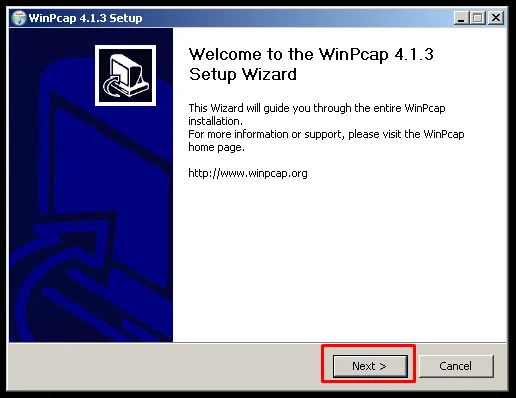 WinPcap 4.1.3 Setup
Welcome to the WinPcap 4.1.3
Setup Wizard
This Wizard will guide you through the entire WinPcap
installation.
For more information or support, please visit the WinPcap
home page.
http://www.winpcap.org
Next >
Cancel